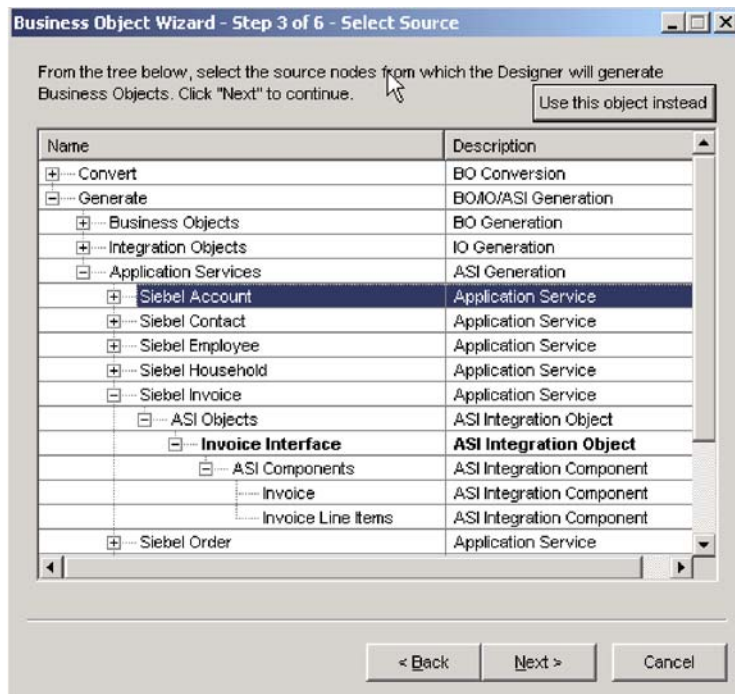 Business Object Wizard - Step 3 of 6 - Select Source
From the tree below, select the source nodes from which the Designer will generate
Business Objects. Click "Next" to continue.
Use this object instead
Name Description
Convert BO Conversion
Generate BO/IO/ASI Generation
Business Objects BO Generation
Integration Objects IO Generation
Application Services ASI Generation
Siebel Account Application Service
Siebel Contact Application Service
Siebel Employee Application Service
Siebel Household Application Service
Siebel Invoice Application Service
ASI Objects ASI Integration Object
Invoice Interface ASI Integration Object
ASI Components ASI Integration Component
Invoice ASI Integration Component
Invoice Line Items ASI Integration Component
Siebel Order Application Service
< Back Next > Cancel